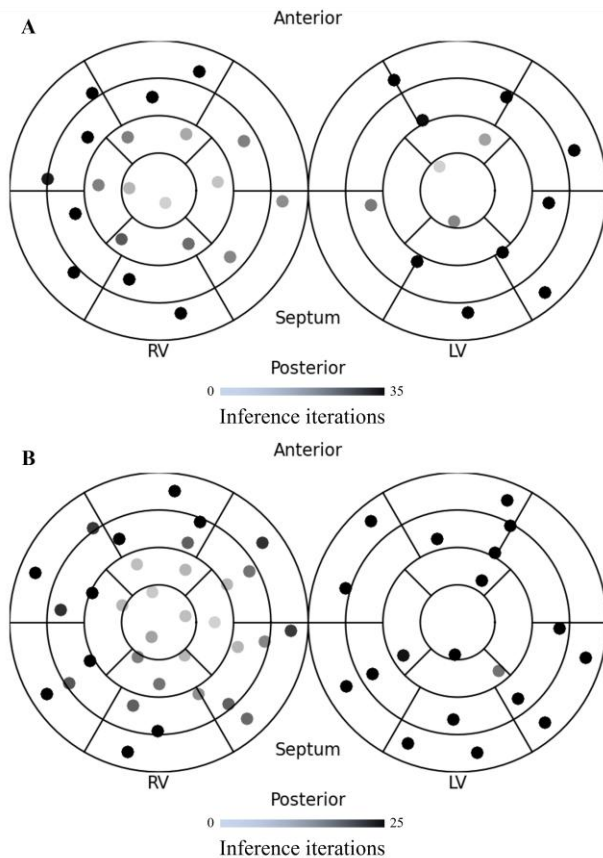 A
Anterior
Septum
RV
LV
Posterior
0
35
Inference iterations
B
Anterior
Septum
RV
LV
Posterior
0
25
Inference iterations